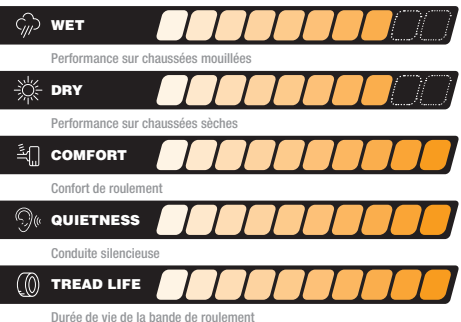 WET
Performance sur chaussées mouillées
DRY
Performance sur chaussées sèches
COMFORT
Confort de roulement
QUIETNESS
Conduite silencieuse
TREAD LIFE
Durée de vie de la bande de roulement